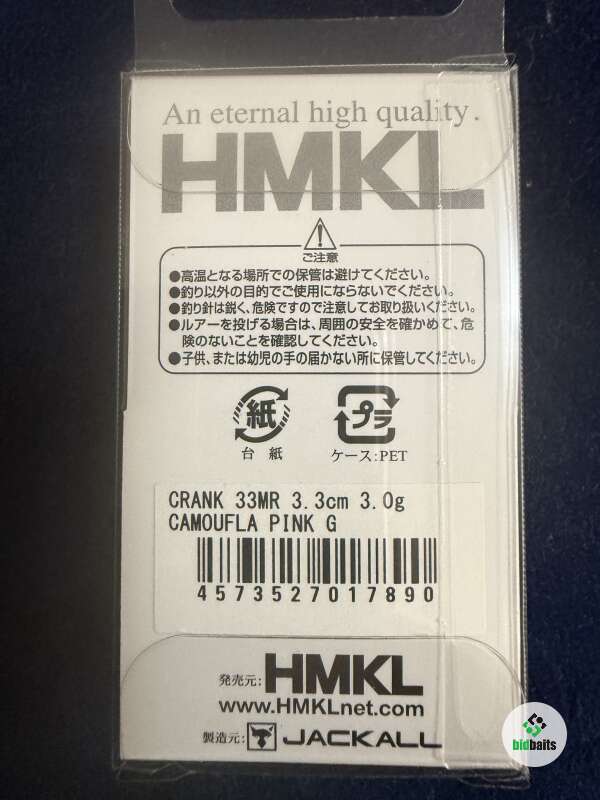 An eternal high quality.
HMKL
ご注意
●高温となる場所での保管は避けてください。
●釣り以外の目的でご使用にならないでください。
●釣り針は鋭く、危険ですので注意してお取り扱いください。
●ルアーを投げる場合は、周囲の安全を確かめて、危
険のないことを確認してください。
●子供、または幼児の手の届かない所に保管してください。
紙 プラ
台紙 ケース:PET
CRANK 33MR 3.3cm 3.0g
CAMOUFLA PINK G
4573527017890
発売元: HMKL
www.HMKLnet.com
製造元: JACKALL
bidbaits